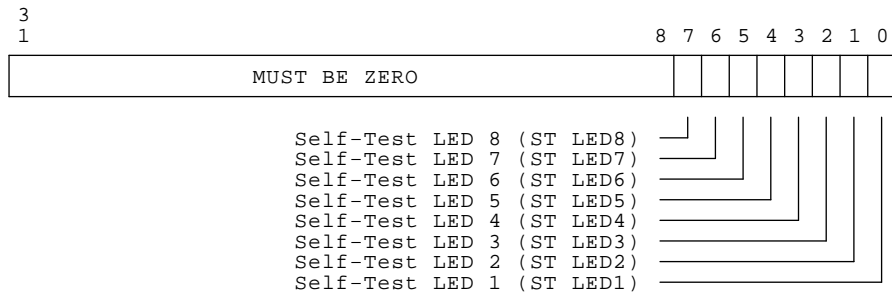 3
1 8 7 6 5 4 3 2 1 0
MUST BE ZERO
Self-Test LED 8 (ST LED8)
Self-Test LED 7 (ST LED7)
Self-Test LED 6 (ST LED6)
Self-Test LED 5 (ST LED5)
Self-Test LED 4 (ST LED4)
Self-Test LED 3 (ST LED3)
Self-Test LED 2 (ST LED2)
Self-Test LED 1 (ST LED1)